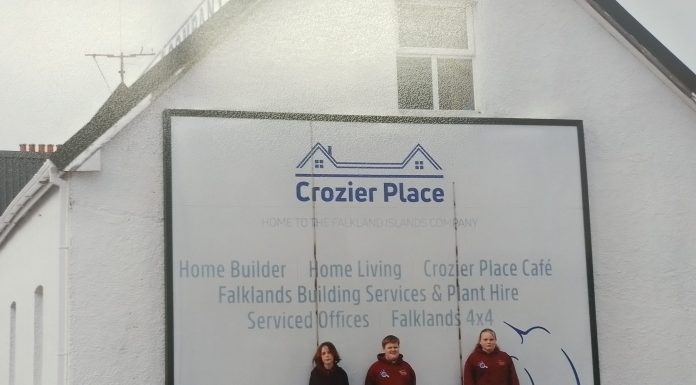 Crozier Place
HOME TO THE FALKLAND ISLANDS COMPANY
Home Builder | Home Living | Crozier Place Café
Falklands Building Services & Plant Hire
Serviced Offices | Falklands 4x4